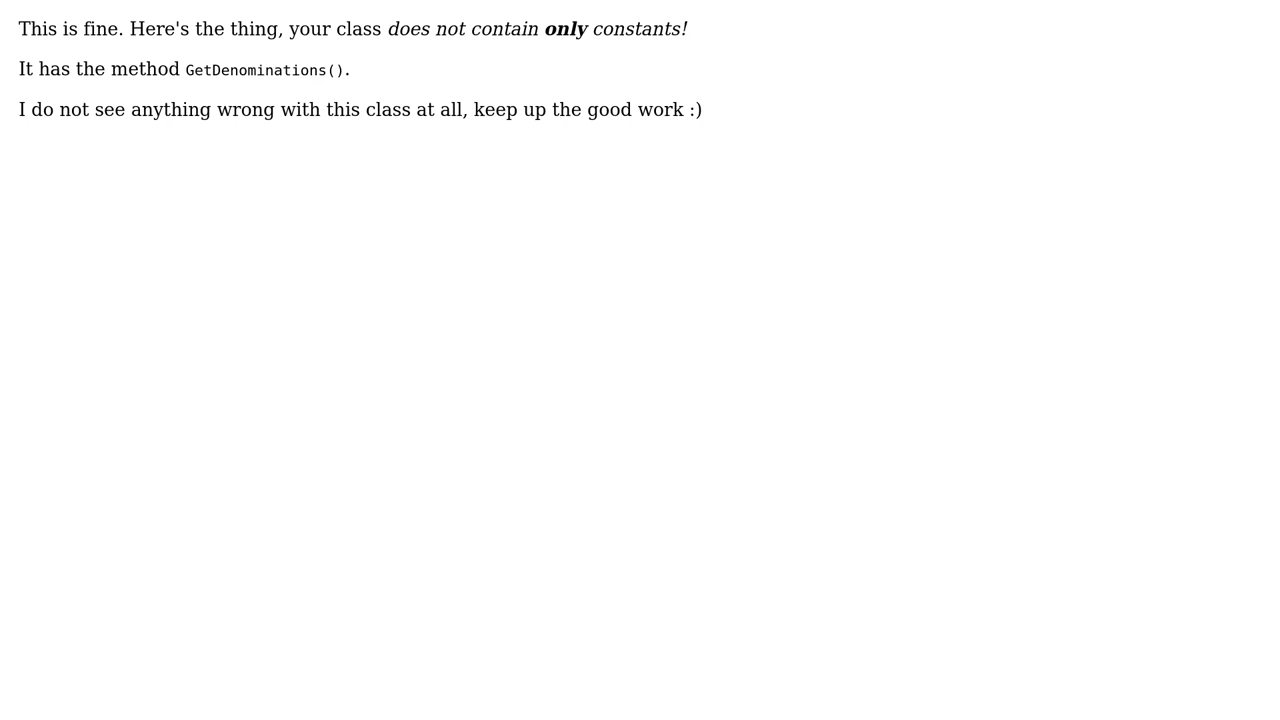 This is fine. Here's the thing, your class does not contain only constants!
It has the method GetDenominations().
I do not see anything wrong with this class at all, keep up the good work :)